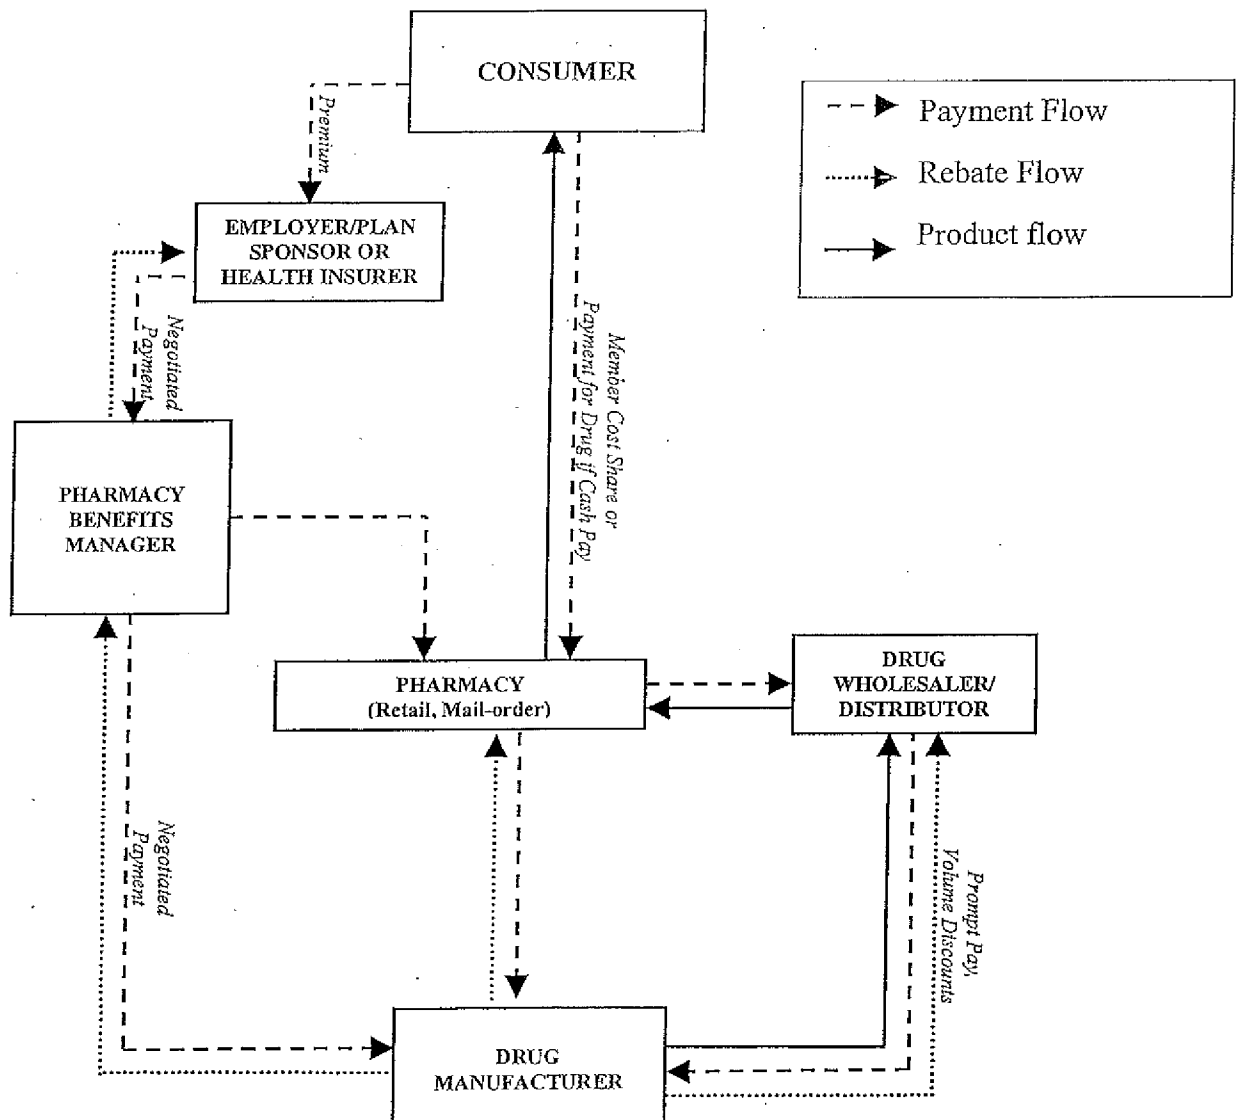 CONSUMER
Payment Flow
Rebate Flow
Product flow
Premium
EMPLOYER/PLAN
SPONSOR OR
HEALTH INSURER
Negotiated
Payment
Member Cost Share or
Payment for Drug if Cash Pay
PHARMACY
BENEFITS
MANAGER
PHARMACY
(Retail, Mail-order)
DRUG
WHOLESALER/
DISTRIBUTOR
Negotiated
Payment
Prompt Pay,
Volume Discounts
DRUG
MANUFACTURER